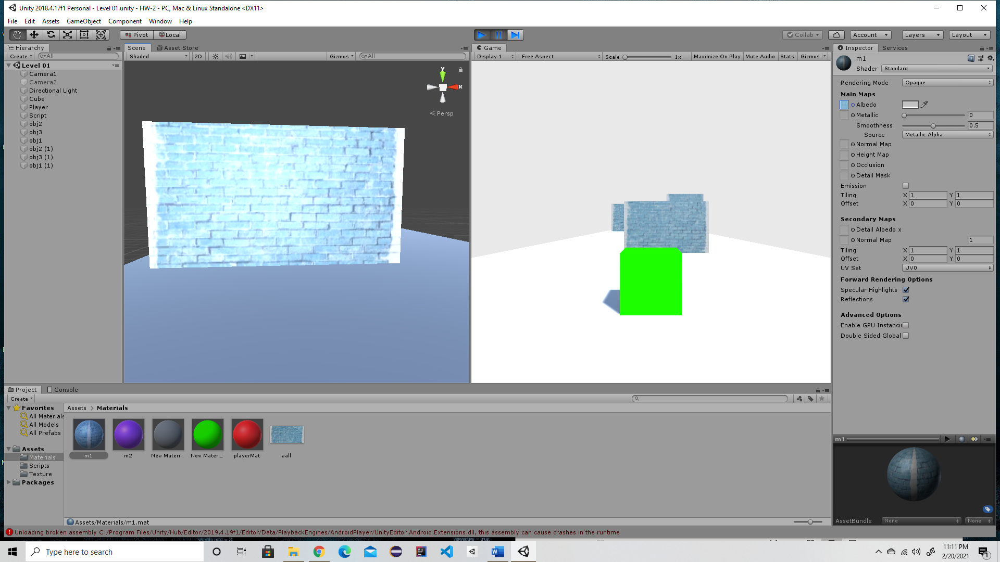 Unity 2018.4.17f1 Personal - Level 01.unity - HW-2 - PC, Mac & Linux Standalone <DX11>
File Edit Assets GameObject Component Window Help
Pivot Local Collab Account Layers Layout
Hierarchy
Create All
Level 01
Camera1
Camera2
Directional Light
Cube
Player
Script
obj2
obj3
obj1
obj2 (1)
obj3 (1)
obj1 (1)
Scene Asset Store
Shaded 2D Gizmos All
y
x
Persp
Game
Display 1 Free Aspect Scale 1x Maximize On Play Mute Audio Stats Gizmos
Inspector Services
m1
Shader Standard
Rendering Mode Opaque
Main Maps
Albedo
Metallic 0
Smoothness 0.5
Source Metallic Alpha
Normal Map
Height Map
Occlusion
Detail Mask
Emission
Tiling X 1 Y 1
Offset X 0 Y 0
Secondary Maps
Detail Albedo x
Normal Map 1
Tiling X 1 Y 1
Offset X 0 Y 0
UV Set UV0
Forward Rendering Options
Specular Highlights
Reflections
Advanced Options
Enable GPU Instanci
Double Sided Global
m1
AssetBundle None None
Project Console
Create
Favorites
All Materials
All Models
All Prefabs
Assets
Materials
Scripts
Texture
Packages
Assets > Materials
m1 m2 New Materi... New Materi... playerMat wall
Assets/Materials/m1.mat
Unloading broken assembly C:/Program Files/Unity/Hub/Editor/2019.4.19f1/Editor/Data/PlaybackEngines/AndroidPlayer/UnityEditor.Android.Extensions.dll, this assembly can cause crashes in the runtime
Type here to search
11:11 PM
2/20/2021
1